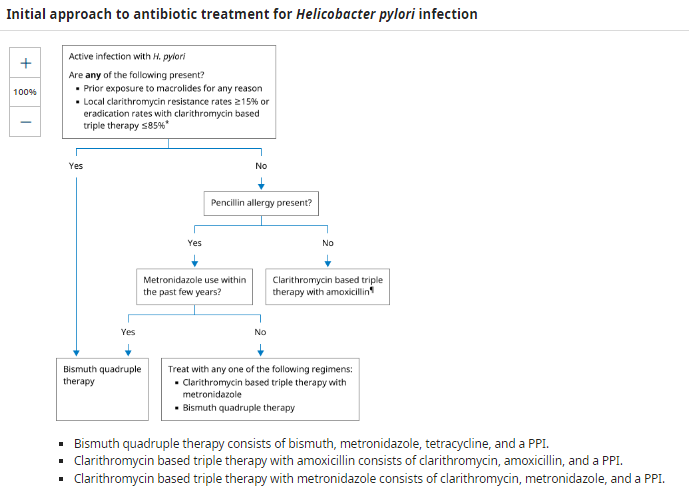 Initial approach to antibiotic treatment for Helicobacter pylori infection
+
100%
−
Active infection with H. pylori
Are any of the following present?
▪ Prior exposure to macrolides for any reason
▪ Local clarithromycin resistance rates ≥15% or
eradication rates with clarithromycin based
triple therapy ≤85%*
Yes
No
Pencillin allergy present?
Yes
No
Metronidazole use within
the past few years?
Clarithromycin based triple
therapy with amoxicillin¶
Yes
No
Bismuth quadruple
therapy
Treat with any one of the following regimens:
▪ Clarithromycin based triple therapy with
metronidazole
▪ Bismuth quadruple therapy
▪ Bismuth quadruple therapy consists of bismuth, metronidazole, tetracycline, and a PPI.
▪ Clarithromycin based triple therapy with amoxicillin consists of clarithromycin, amoxicillin, and a PPI.
▪ Clarithromycin based triple therapy with metronidazole consists of clarithromycin, metronidazole, and a PPI.